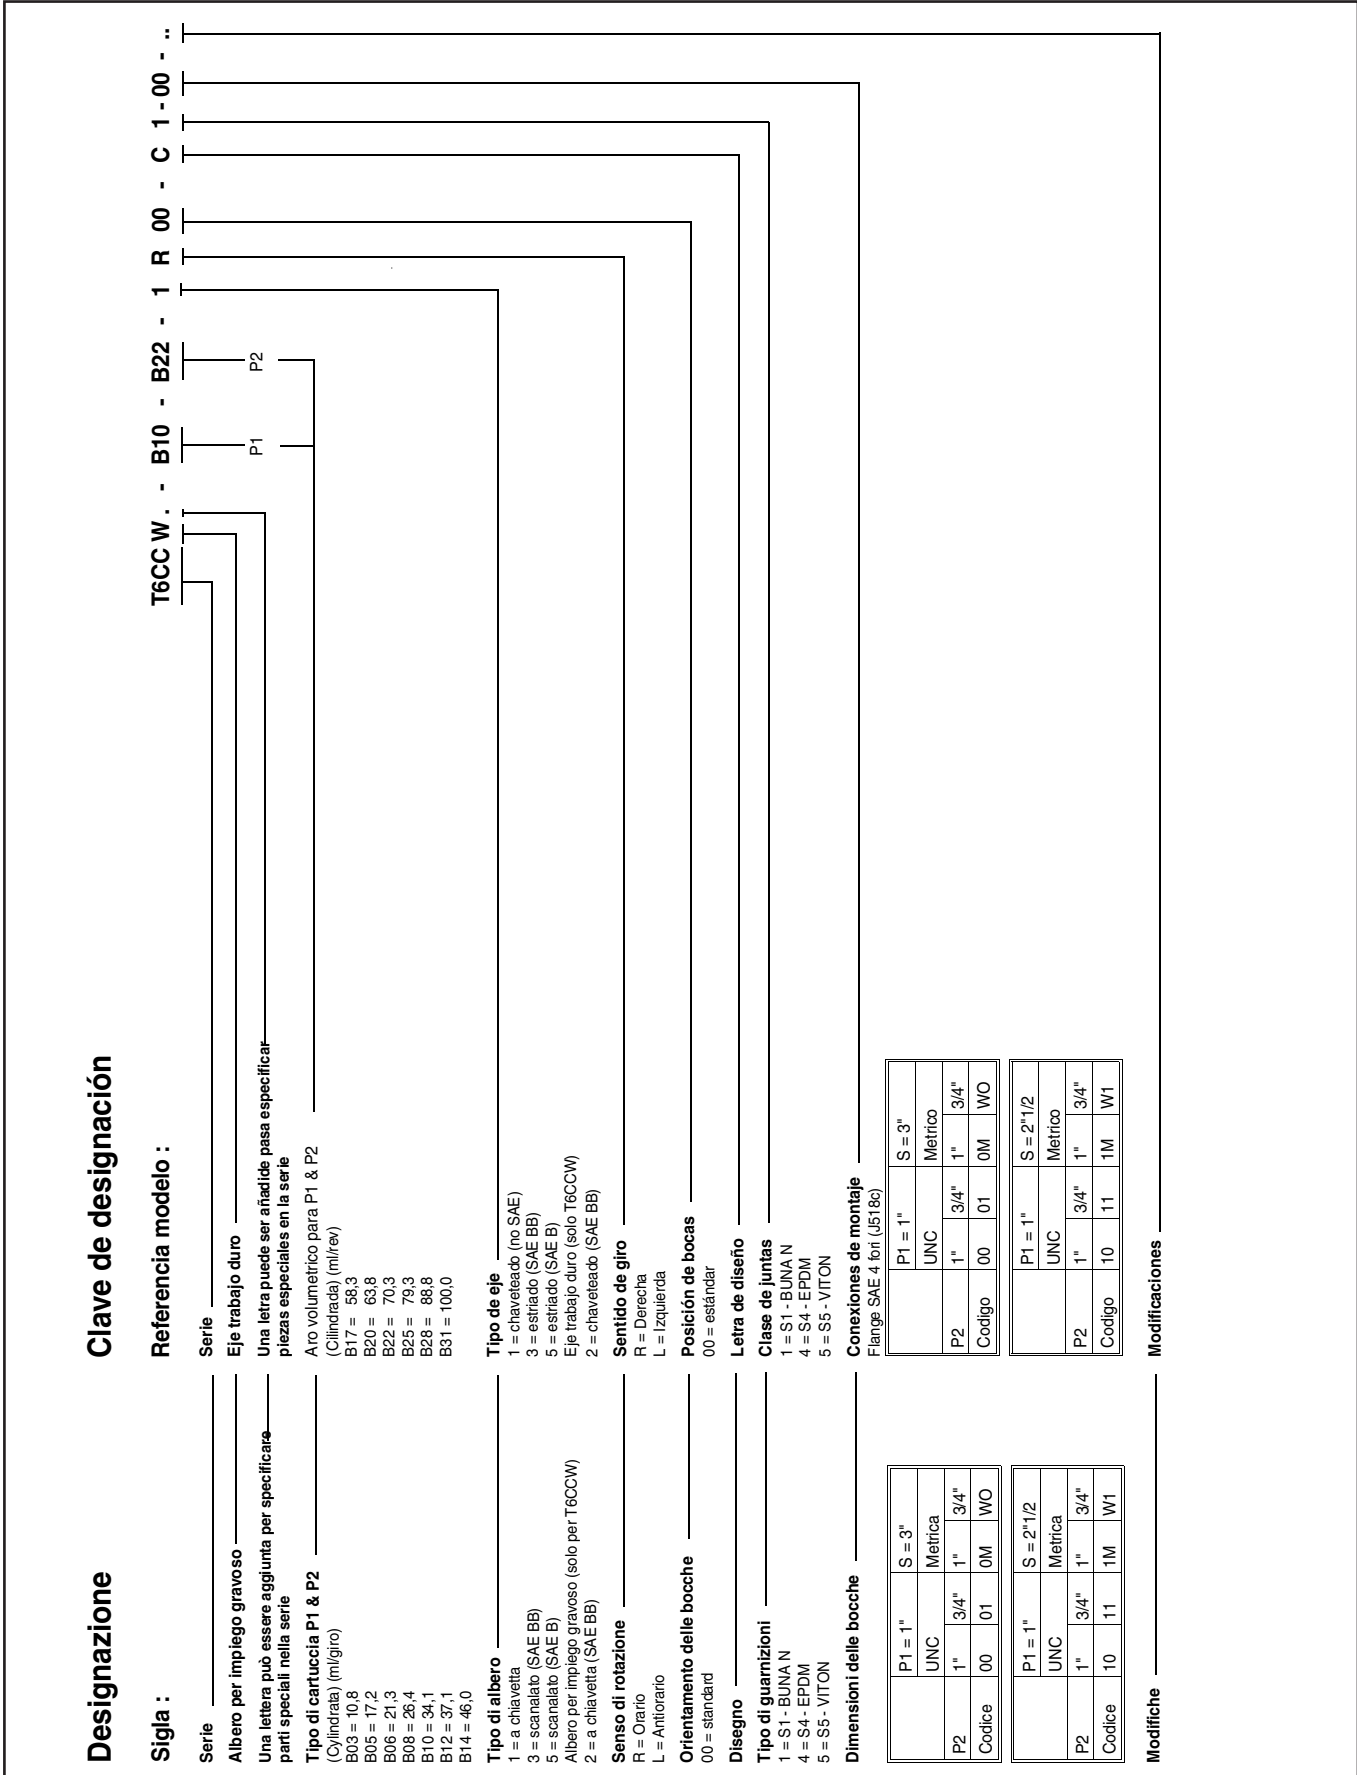 Designazione
Clave de designación
Sigla :
Referencia modelo :
T6CC W . - B10 - B22 - 1 R 00 - C 1 - 00 - ..
P1
P2
Serie
Serie
Albero per impiego gravoso
Eje trabajo duro
Una lettera può essere aggiunta per specificare
parti speciali nella serie
Una letra puede ser añadide pasa especificar
piezas especiales en la serie
Tipo di cartuccia P1 & P2
(Cylindrata) (ml/giro)
B03 = 10,8
B05 = 17,2
B06 = 21,3
B08 = 26,4
B10 = 34,1
B12 = 37,1
B14 = 46,0
Aro volumetrico para P1 & P2
(Cilindrada) (ml/rev)
B17 = 58,3
B20 = 63,8
B22 = 70,3
B25 = 79,3
B28 = 88,8
B31 = 100,0
Tipo di albero
1 = a chiavetta
3 = scanalato (SAE BB)
5 = scanalato (SAE B)
Albero per impiego gravoso (solo per T6CCW)
2 = a chiavetta (SAE BB)
Tipo de eje
1 = chaveteado (no SAE)
3 = estriado (SAE BB)
5 = estriado (SAE B)
Eje trabajo duro (solo T6CCW)
2 = chaveteado (SAE BB)
Senso di rotazione
R = Orario
L = Antiorario
Sentido de giro
R = Derecha
L = Izquierda
Orientamento delle bocche
00 = standard
Posición de bocas
00 = estándar
Disegno
Letra de diseño
Tipo di guarnizioni
1 = S1 - BUNA N
4 = S4 - EPDM
5 = S5 - VITON
Clase de juntas
1 = S1 - BUNA N
4 = S4 - EPDM
5 = S5 - VITON
Dimensioni delle bocche
Conexiones de montaje
Flange SAE 4 fori (J518c)
P1 = 1" S = 3"
UNC Metrica
P2 1" 3/4" 1" 3/4"
Codice 00 01 0M WO
P1 = 1" S = 2"1/2
UNC Metrica
P2 1" 3/4" 1" 3/4"
Codice 10 11 1M W1
P1 = 1" S = 3"
UNC Metrico
P2 1" 3/4" 1" 3/4"
Codigo 00 01 0M WO
P1 = 1" S = 2"1/2
UNC Metrico
P2 1" 3/4" 1" 3/4"
Codigo 10 11 1M W1
Modifiche
Modificaciones